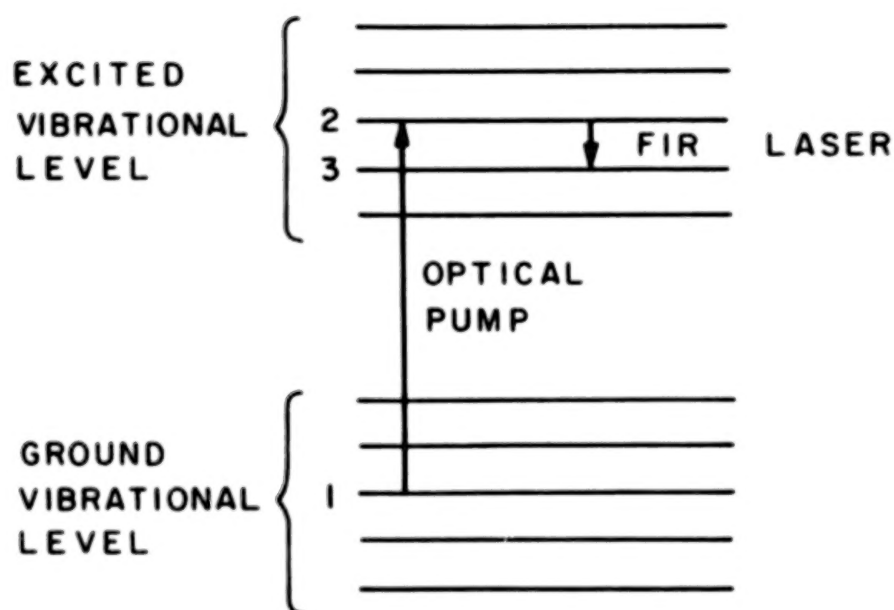 EXCITED
VIBRATIONAL
LEVEL
2
3
FIR LASER
OPTICAL
PUMP
GROUND
VIBRATIONAL
LEVEL
1